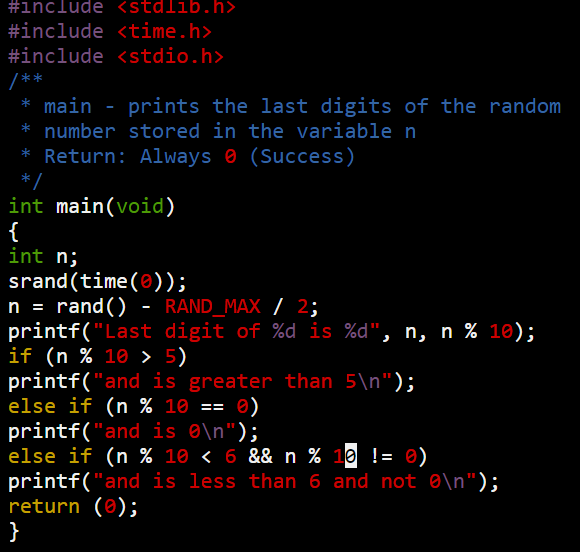 #include <stdlib.h>
#include <time.h>
#include <stdio.h>
/**
 * main - prints the last digits of the random
 * number stored in the variable n
 * Return: Always 0 (Success)
 */
int main(void)
{
int n;
srand(time(0));
n = rand() - RAND_MAX / 2;
printf("Last digit of %d is %d", n, n % 10);
if (n % 10 > 5)
printf("and is greater than 5\n");
else if (n % 10 == 0)
printf("and is 0\n");
else if (n % 10 < 6 && n % 10 != 0)
printf("and is less than 6 and not 0\n");
return (0);
}